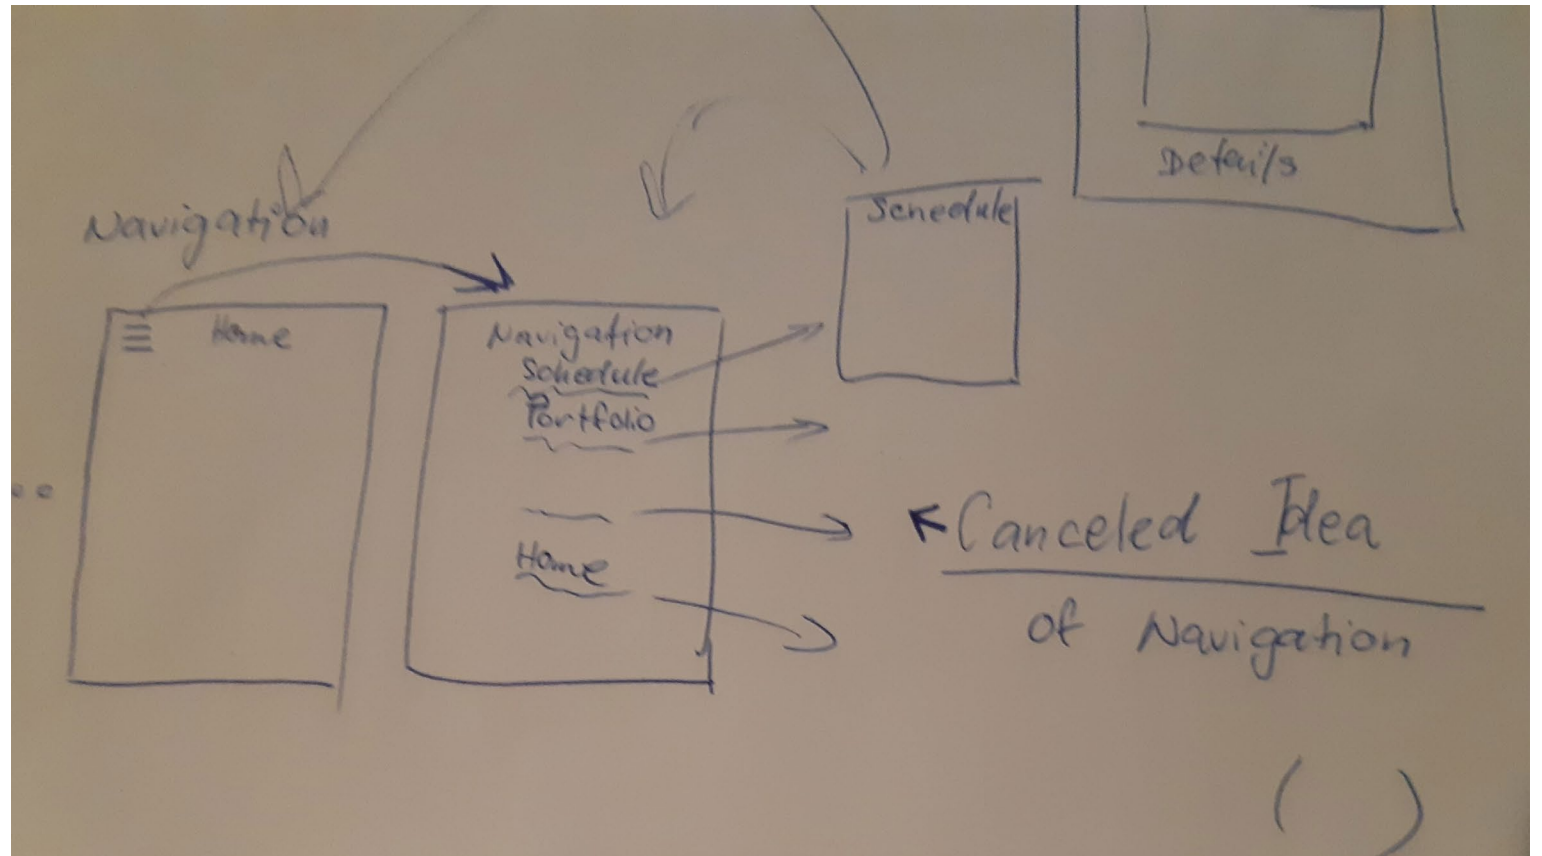 Details
Schedule
Navigation
Home
Navigation
Schedule
Portfolio
Home
Canceled Idea
of Navigation